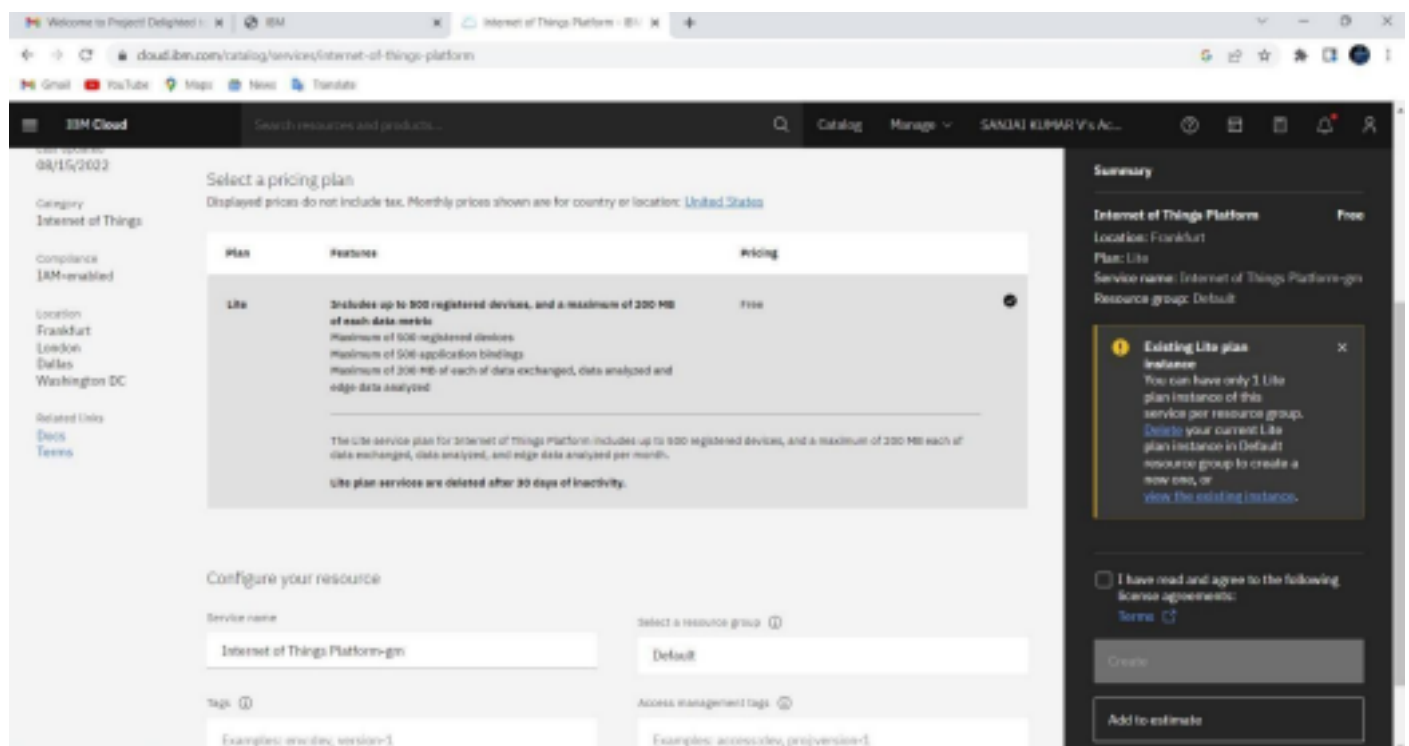 Welcome to Project! Delighted
IBM
Internet of Things Platform - IBM
cloud.ibm.com/catalog/services/internet-of-things-platform
Gmail YouTube Maps News Translate
IBM Cloud
Search resources and products...
Catalog
Manage
SANJAI KUMAR V's Ac...
Last updated
08/15/2022
Category
Internet of Things
Compliance
IAM-enabled
Location
Frankfurt
London
Dallas
Washington DC
Related Links
Docs
Terms
Select a pricing plan
Displayed prices do not include tax. Monthly prices shown are for country or location: United States
Plan Features Pricing
Lite
Includes up to 500 registered devices, and a maximum of 200 MB
of each data metric
Maximum of 500 registered devices
Maximum of 500 application bindings
Maximum of 200 MB of each of data exchanged, data analyzed and
edge data analyzed
Free
The Lite service plan for Internet of Things Platform includes up to 500 registered devices, and a maximum of 200 MB each of
data exchanged, data analyzed, and edge data analyzed per month.
Lite plan services are deleted after 30 days of inactivity.
Configure your resource
Service name
Internet of Things Platform-gm
Select a resource group
Default
Tags
Examples: env:dev, version-1
Access management tags
Examples: access:dev, proj:version-1
Summary
Internet of Things Platform Free
Location: Frankfurt
Plan: Lite
Service name: Internet of Things Platform-gm
Resource group: Default
Existing Lite plan
instance
You can have only 1 Lite
plan instance of this
service per resource group.
Delete your current Lite
plan instance in Default
resource group to create a
new one, or
view the existing instance.
I have read and agree to the following
license agreements:
Terms
Create
Add to estimate